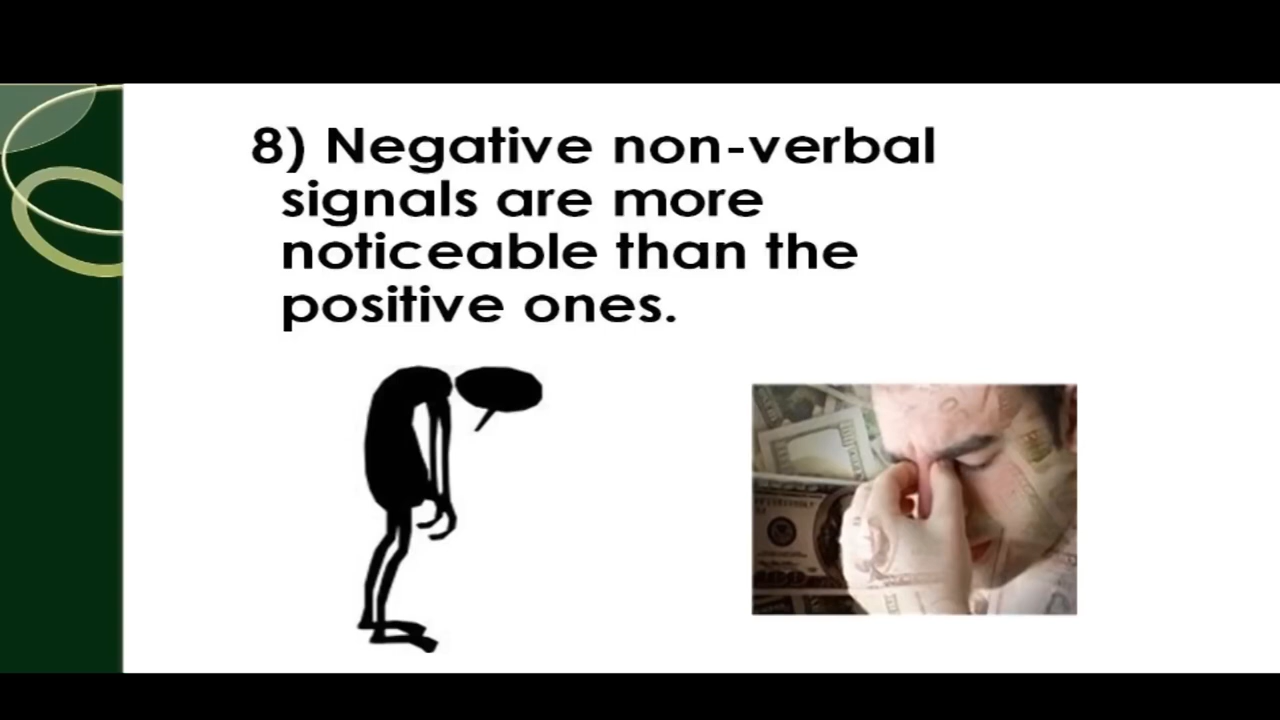 8) Negative non-verbal
signals are more
noticeable than the
positive ones.